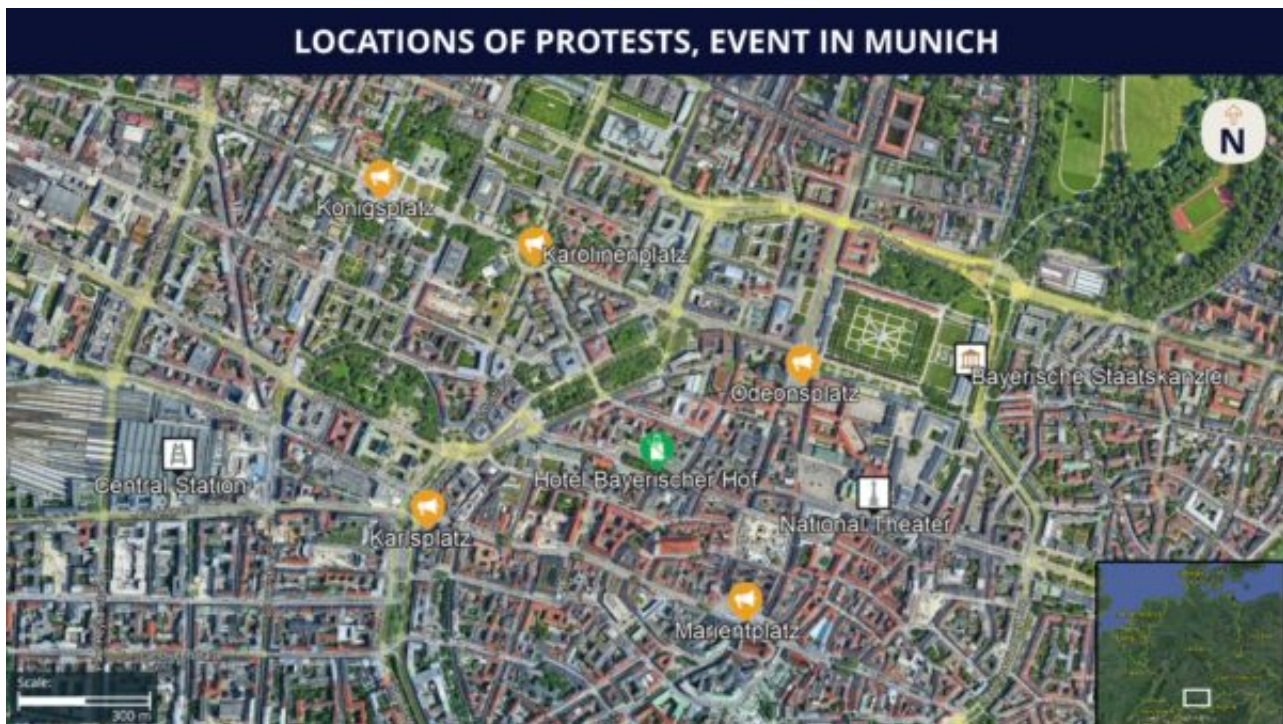 LOCATIONS OF PROTESTS, EVENT IN MUNICH
N
Königsplatz
Karolinenplatz
Odeonsplatz
Bayerische Staatskanzlei
Central Station
Hotel Bayerischer Hof
National Theater
Karlsplatz
Marientplatz
Scale:
300 m